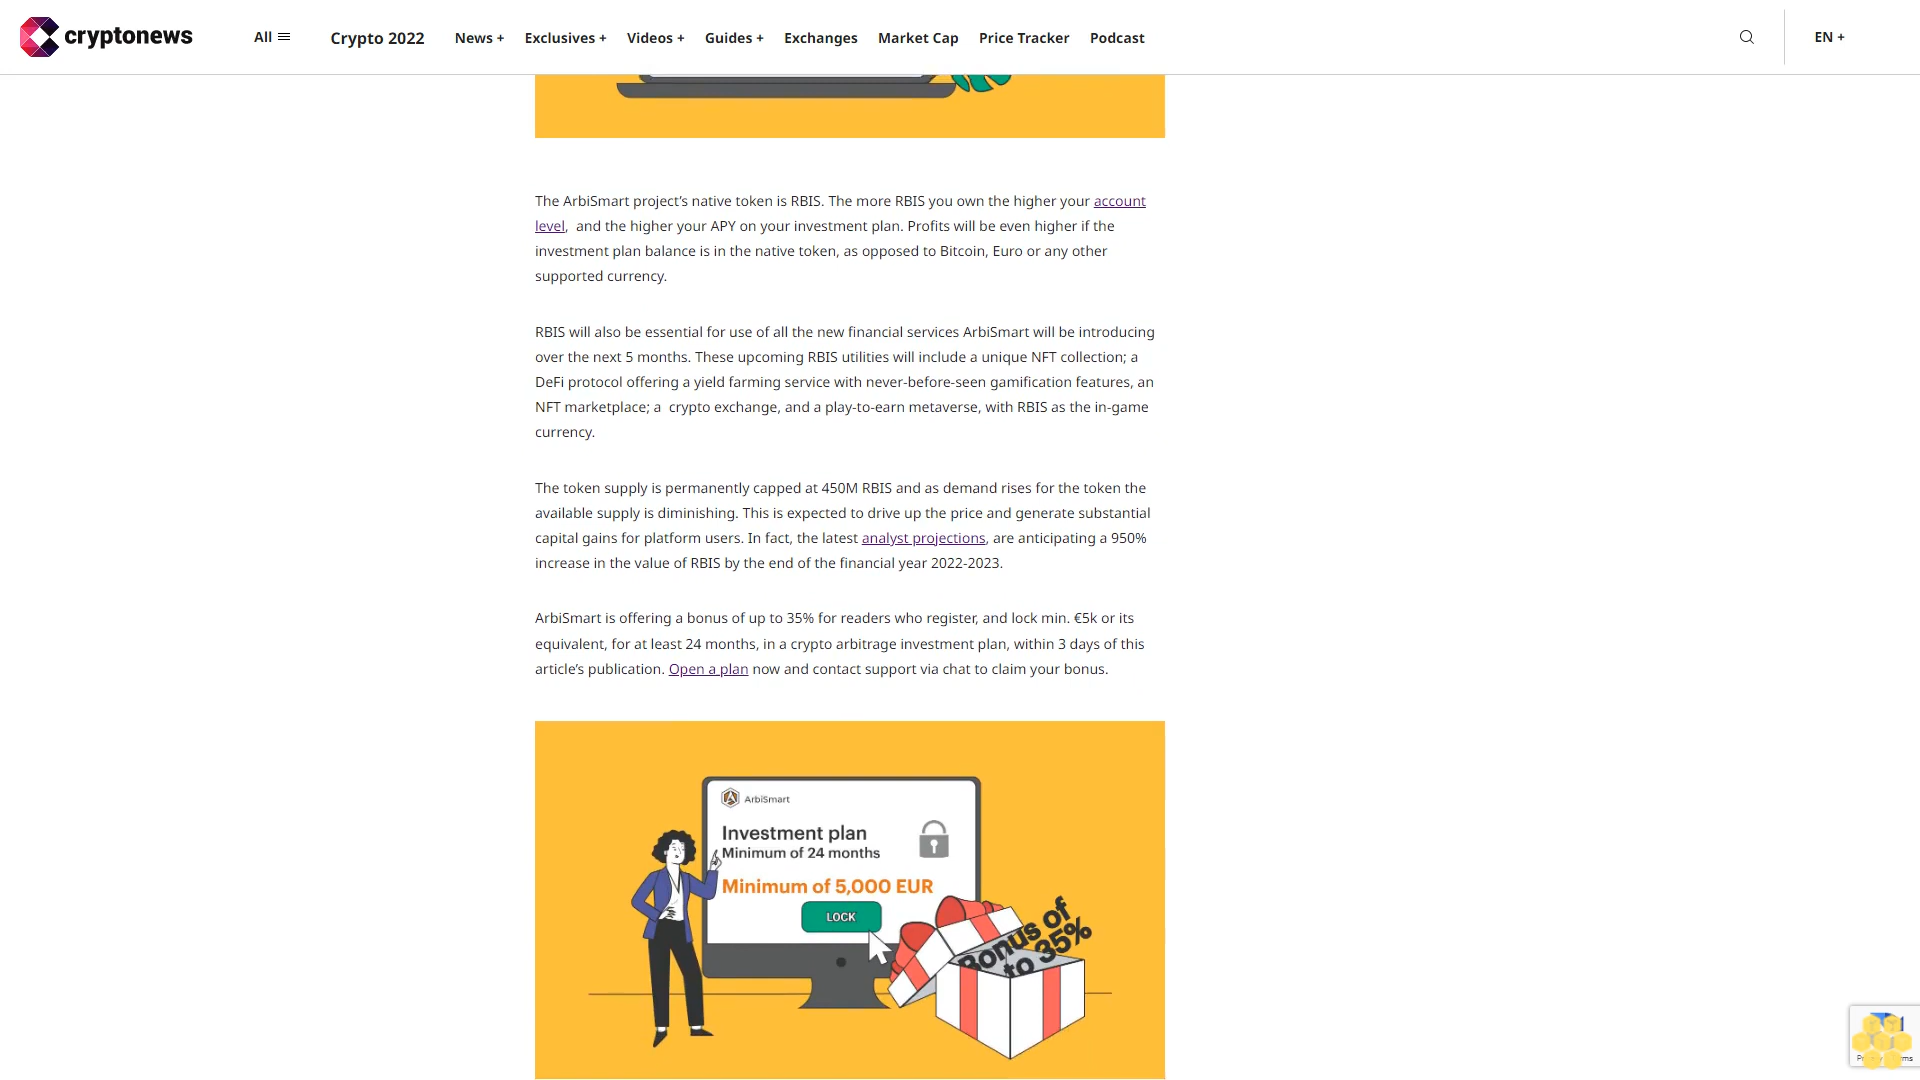 cryptonews
All
Crypto 2022
News +
Exclusives +
Videos +
Guides +
Exchanges
Market Cap
Price Tracker
Podcast
EN +
The ArbiSmart project’s native token is RBIS. The more RBIS you own the higher your account
level,  and the higher your APY on your investment plan. Profits will be even higher if the
investment plan balance is in the native token, as opposed to Bitcoin, Euro or any other
supported currency.
RBIS will also be essential for use of all the new financial services ArbiSmart will be introducing
over the next 5 months. These upcoming RBIS utilities will include a unique NFT collection; a
DeFi protocol offering a yield farming service with never-before-seen gamification features, an
NFT marketplace; a  crypto exchange, and a play-to-earn metaverse, with RBIS as the in-game
currency.
The token supply is permanently capped at 450M RBIS and as demand rises for the token the
available supply is diminishing. This is expected to drive up the price and generate substantial
capital gains for platform users. In fact, the latest analyst projections, are anticipating a 950%
increase in the value of RBIS by the end of the financial year 2022-2023.
ArbiSmart is offering a bonus of up to 35% for readers who register, and lock min. €5k or its
equivalent, for at least 24 months, in a crypto arbitrage investment plan, within 3 days of this
article’s publication. Open a plan now and contact support via chat to claim your bonus.
ArbiSmart
Investment plan
Minimum of 24 months
Minimum of 5,000 EUR
LOCK
Bonus of
to 35%